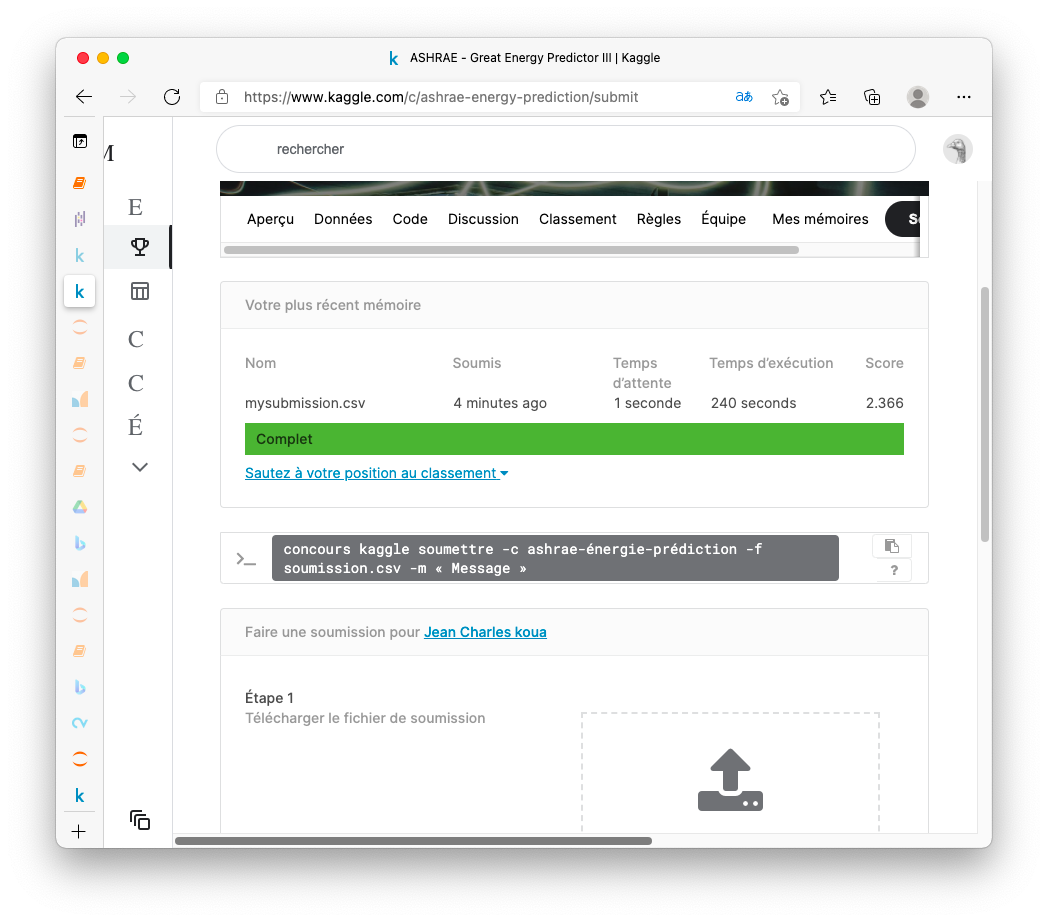 ASHRAE - Great Energy Predictor III | Kaggle
https://www.kaggle.com/c/ashrae-energy-prediction/submit
aあ
M
rechercher
E
Aperçu Données Code Discussion Classement Règles Équipe Mes mémoires
Votre plus récent mémoire
Nom Soumis Temps d’attente Temps d’exécution Score
mysubmission.csv 4 minutes ago 1 seconde 240 seconds 2.366
C
C
É
Complet
Sautez à votre position au classement
concours kaggle soumettre -c ashrae-énergie-prédiction -f
soumission.csv -m « Message »
?
Faire une soumission pour Jean Charles koua
Étape 1
Télécharger le fichier de soumission